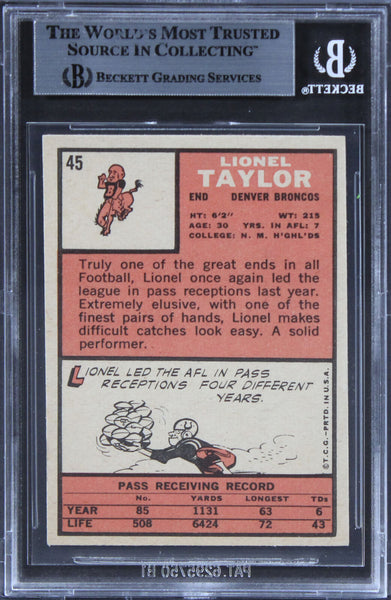 THE WORLD'S MOST TRUSTED
SOURCE IN COLLECTING™
BECKETT GRADING SERVICES
BECKETT
45
LIONEL
TAYLOR
END DENVER BRONCOS
HT: 6'2" WT: 215
AGE: 30 YRS. IN AFL: 7
COLLEGE: N. M. H'GHL'DS
Truly one of the great ends in all
Football, Lionel once again led the
league in pass receptions last year.
Extremely elusive, with one of the
finest pairs of hands, Lionel makes
difficult catches look easy. A solid
performer.
LIONEL LED THE AFL IN PASS
RECEPTIONS FOUR DIFFERENT
YEARS.
©T.C.G.-PRTD. IN U.S.A.
PASS RECEIVING RECORD
No. YARDS LONGEST TDs
YEAR 85 1131 63 6
LIFE 508 6424 72 43
PAT. 6295750 B1